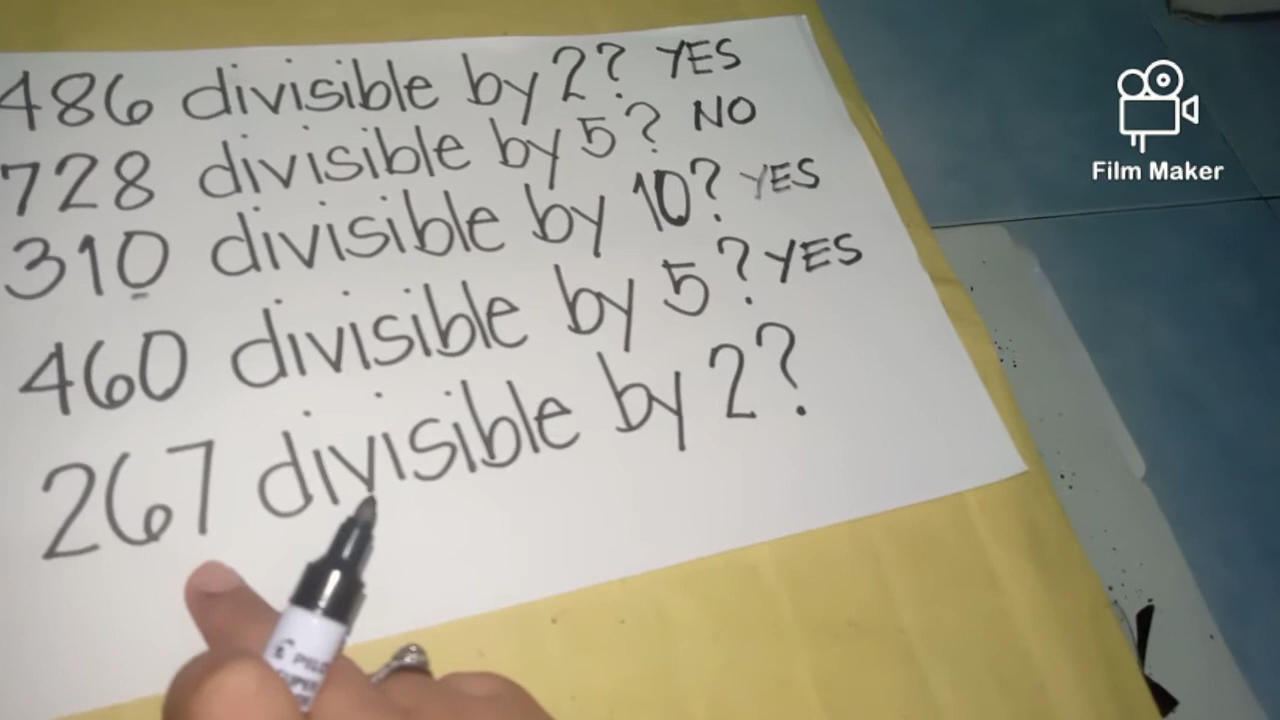 486 divisible by 2? YES
728 divisible by 5? NO
310 divisible by 10? YES
460 divisible by 5? YES
267 divisible by 2?
Film Maker